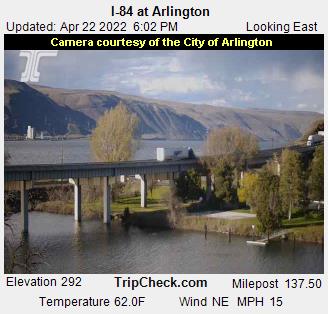 I-84 at Arlington
Updated: Apr 22 2022 6:02 PM Looking East
Camera courtesy of the City of Arlington
Elevation 292 TripCheck.com Milepost 137.50
Temperature 62.0F Wind NE MPH 15